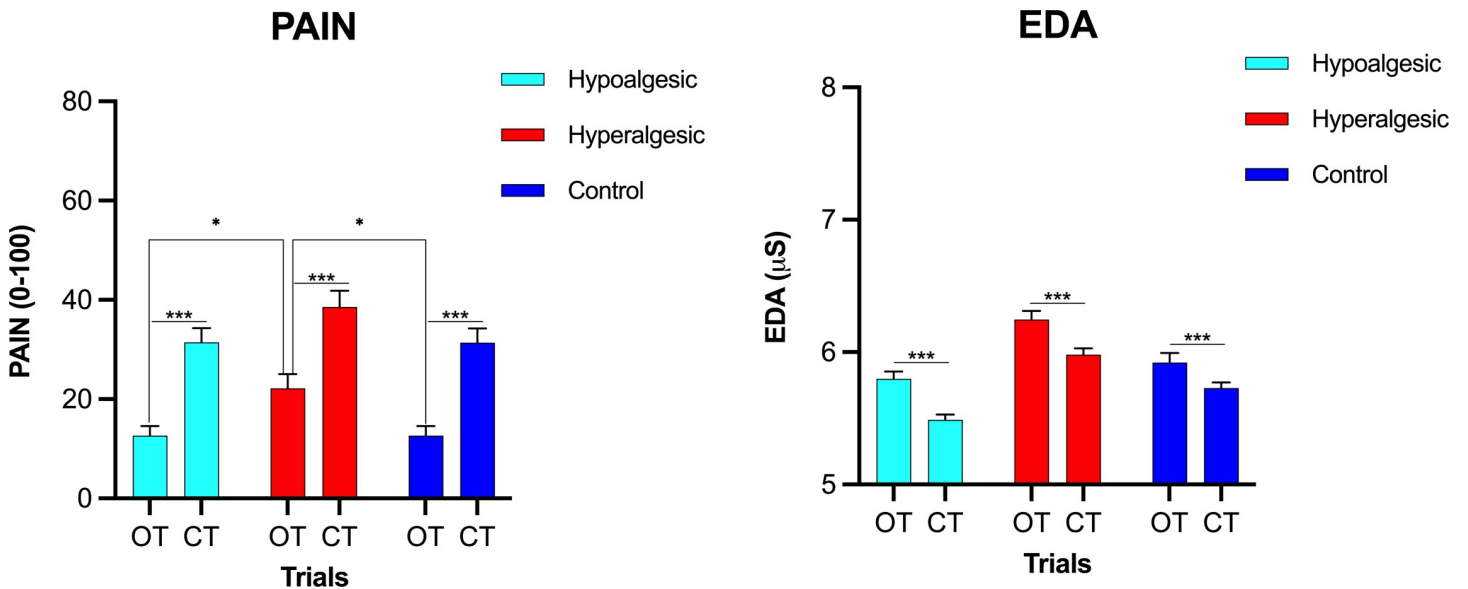 PAIN
Hypoalgesic
Hyperalgesic
Control
PAIN (0-100)
80
60
40
20
0
*
*
***
***
***
OT CT OT CT OT CT
Trials
EDA
Hypoalgesic
Hyperalgesic
Control
EDA (μS)
8
7
6
5
***
***
***
OT CT OT CT OT CT
Trials